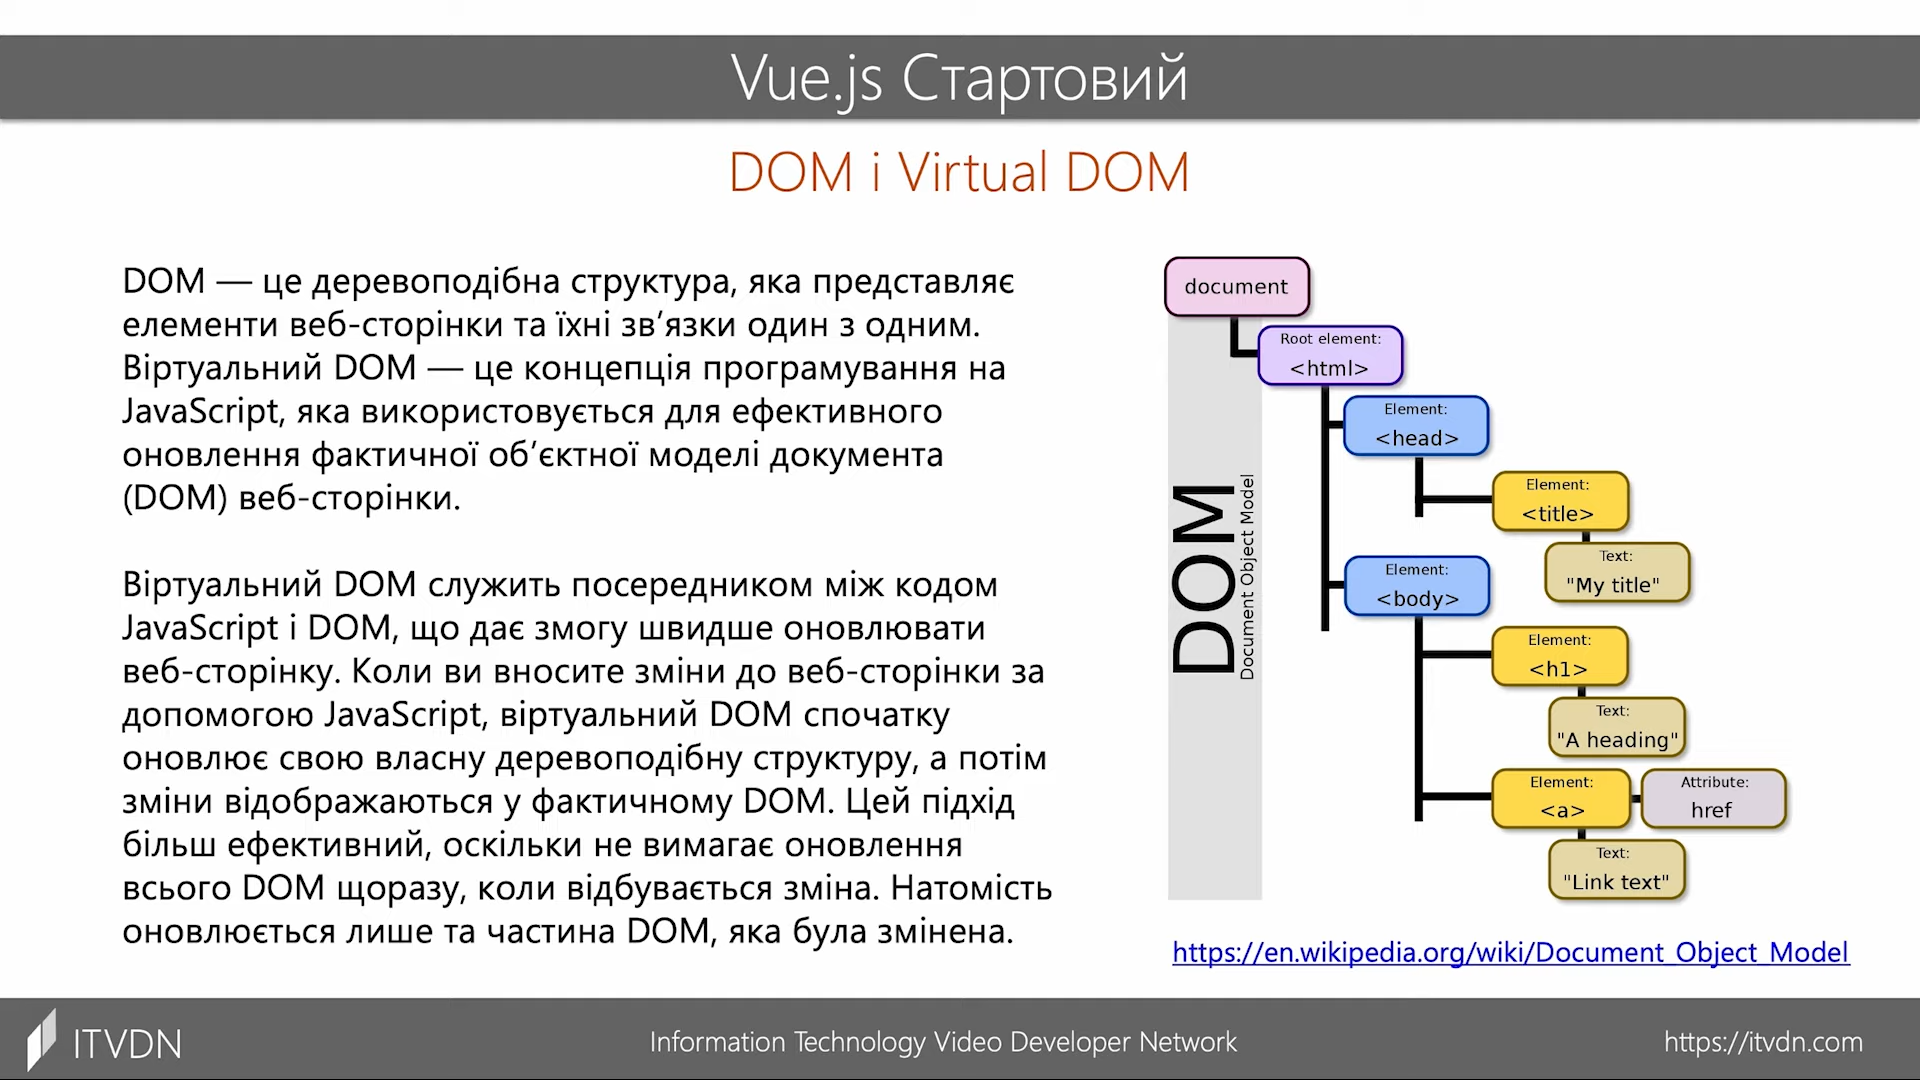 Vue.js Стартовий
DOM і Virtual DOM
DOM — це деревоподібна структура, яка представляє
елементи веб-сторінки та їхні зв’язки один з одним.
Віртуальний DOM — це концепція програмування на
JavaScript, яка використовується для ефективного
оновлення фактичної об’єктної моделі документа
(DOM) веб-сторінки.
Віртуальний DOM служить посередником між кодом
JavaScript і DOM, що дає змогу швидше оновлювати
веб-сторінку. Коли ви вносите зміни до веб-сторінки за
допомогою JavaScript, віртуальний DOM спочатку
оновлює свою власну деревоподібну структуру, а потім
зміни відображаються у фактичному DOM. Цей підхід
більш ефективний, оскільки не вимагає оновлення
всього DOM щоразу, коли відбувається зміна. Натомість
оновлюється лише та частина DOM, яка була змінена.
DOM
Document Object Model
document
Root element:
<html>
Element:
<head>
Element:
<title>
Text:
"My title"
Element:
<body>
Element:
<h1>
Text:
"A heading"
Element:
<a>
Attribute:
href
Text:
"Link text"
https://en.wikipedia.org/wiki/Document_Object_Model
ITVDN
Information Technology Video Developer Network
https://itvdn.com